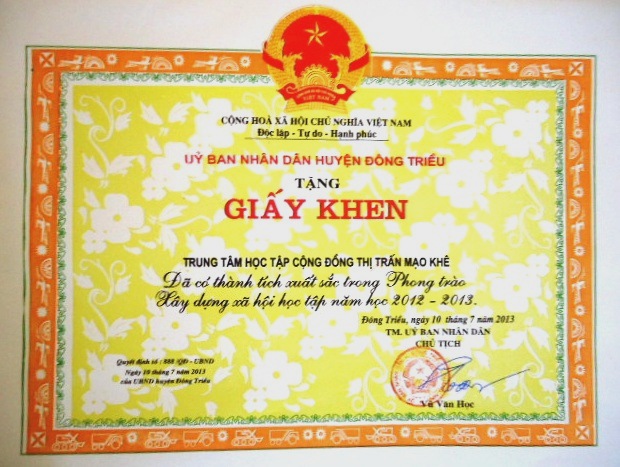 VIỆT NAM
CỘNG HOÀ XÃ HỘI CHỦ NGHĨA VIỆT NAM
Độc lập - Tự do - Hạnh phúc
UỶ BAN NHÂN DÂN HUYỆN ĐÔNG TRIỀU
TẶNG
GIẤY KHEN
TRUNG TÂM HỌC TẬP CỘNG ĐỒNG THỊ TRẤN MẠO KHÊ
Đã có thành tích xuất sắc trong Phong trào
Xây dựng xã hội học tập năm học 2012 - 2013.
Đông Triều, ngày 10 tháng 7 năm 2013
TM. UỶ BAN NHÂN DÂN
CHỦ TỊCH
Quyết định số : 888 /QĐ - UBND
Ngày 10 tháng 7 năm 2013
của UBND huyện Đông Triều
Vũ Văn Học